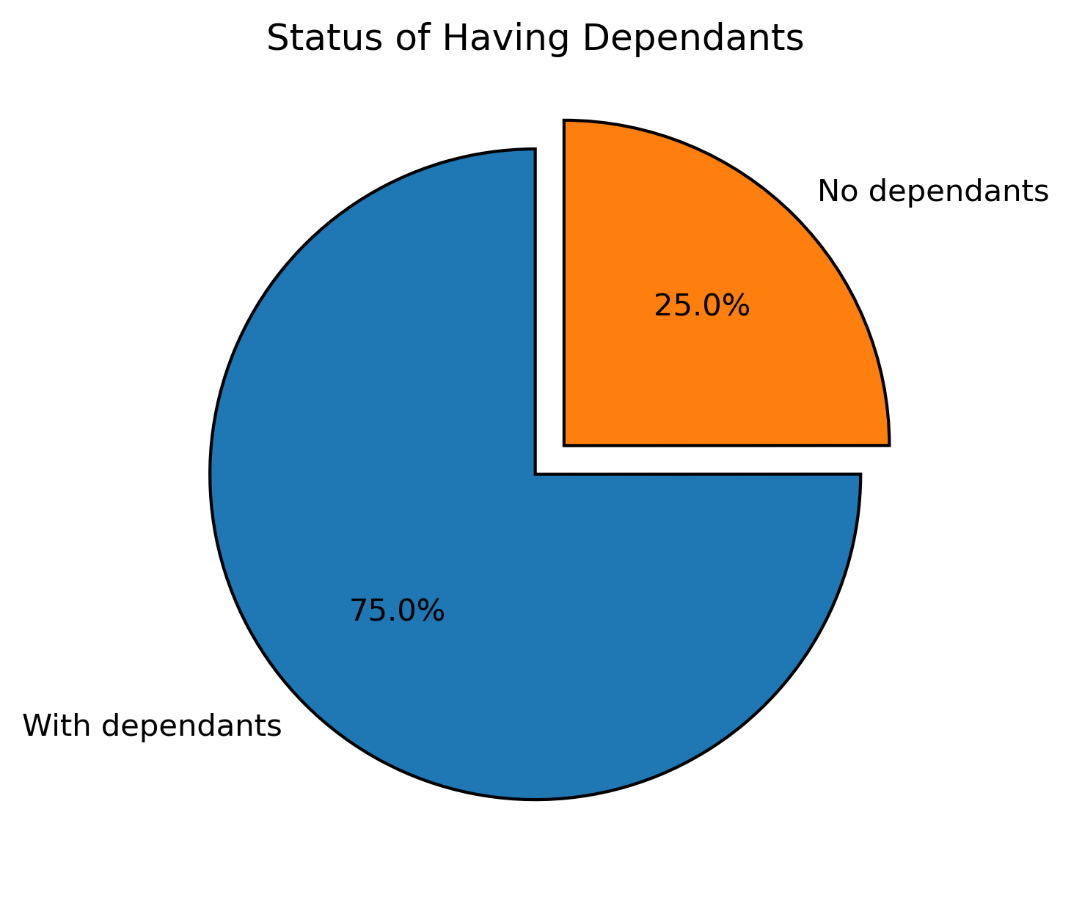 Status of Having Dependants
No dependants
25.0%
75.0%
With dependants